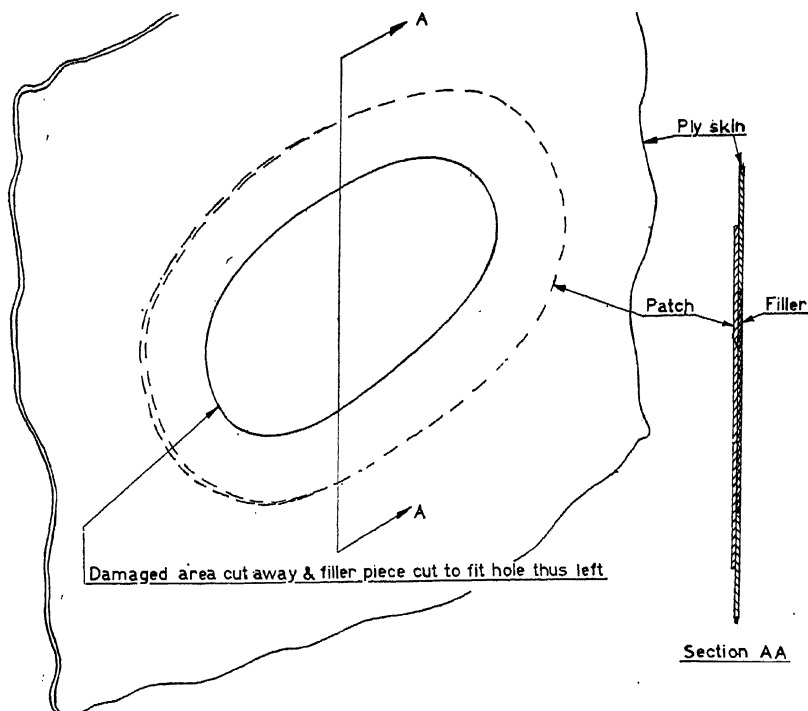 A
Ply skin
Patch
Filler
A
Damaged area cut away & filler piece cut to fit hole thus left
Section AA